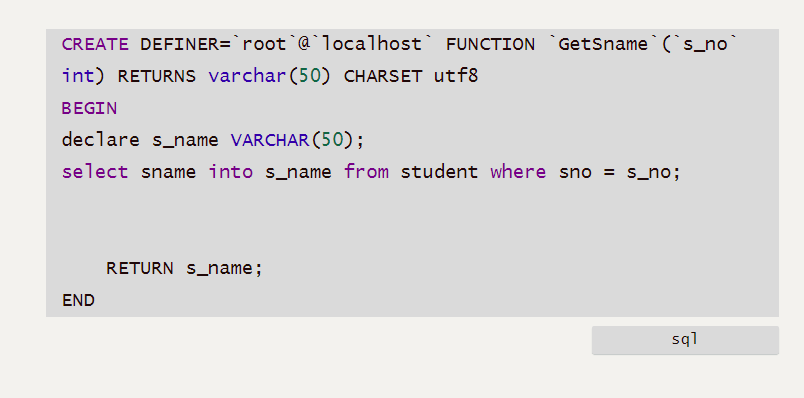 CREATE DEFINER=`root`@`localhost` FUNCTION `GetSname`(`s_no`
int) RETURNS varchar(50) CHARSET utf8
BEGIN
declare s_name VARCHAR(50);
select sname into s_name from student where sno = s_no;
RETURN s_name;
END
sql